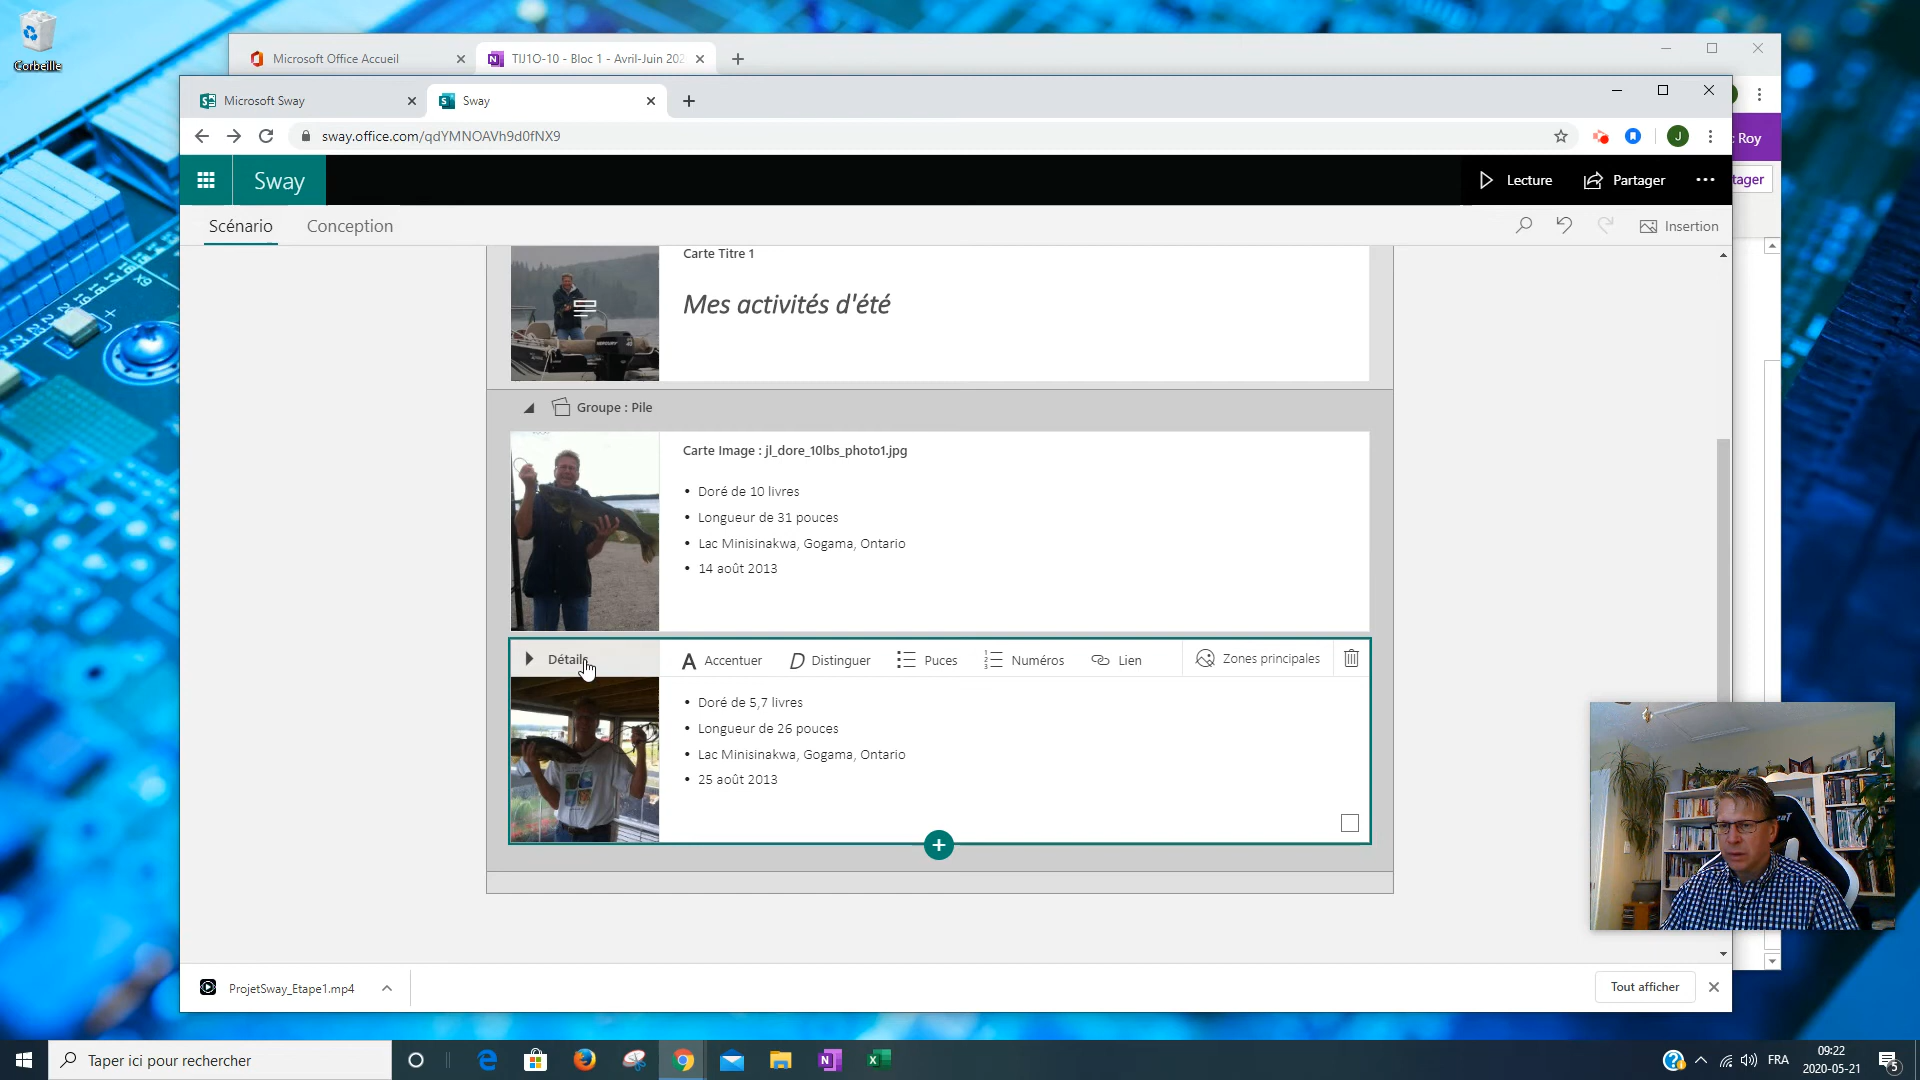 Corbeille
Microsoft Office Accueil
TIJ1O-10 - Bloc 1 - Avril-Juin 202
Microsoft Sway
Sway
sway.office.com/qdYMNOAVh9d0fNX9
J
Roy
Sway
Lecture
Partager
tager
Scénario
Conception
Insertion
Carte Titre 1
Mes activités d'été
MERCURY
Groupe : Pile
Carte Image : jl_dore_10lbs_photo1.jpg
• Doré de 10 livres
• Longueur de 31 pouces
• Lac Minisinakwa, Gogama, Ontario
• 14 août 2013
Détails
Accentuer
Distinguer
Puces
Numéros
Lien
Zones principales
• Doré de 5,7 livres
• Longueur de 26 pouces
• Lac Minisinakwa, Gogama, Ontario
• 25 août 2013
ProjetSway_Etape1.mp4
Tout afficher
Taper ici pour rechercher
FRA
09:22
2020-05-21
5